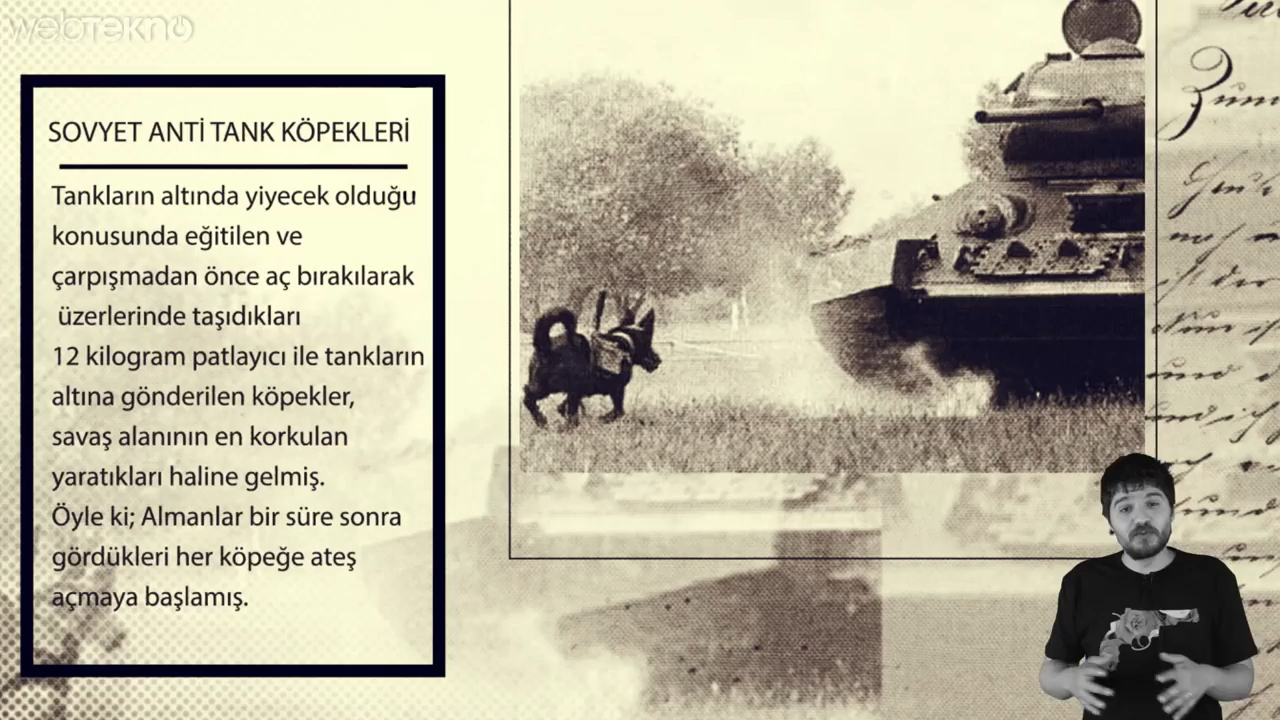 webtekno
SOVYET ANTİ TANK KÖPEKLERİ
Tankların altında yiyecek olduğu
konusunda eğitilen ve
çarpışmadan önce aç bırakılarak
üzerlerinde taşıdıkları
12 kilogram patlayıcı ile tankların
altına gönderilen köpekler,
savaş alanının en korkulan
yaratıkları haline gelmiş.
Öyle ki; Almanlar bir süre sonra
gördükleri her köpeğe ateş
açmaya başlamış.